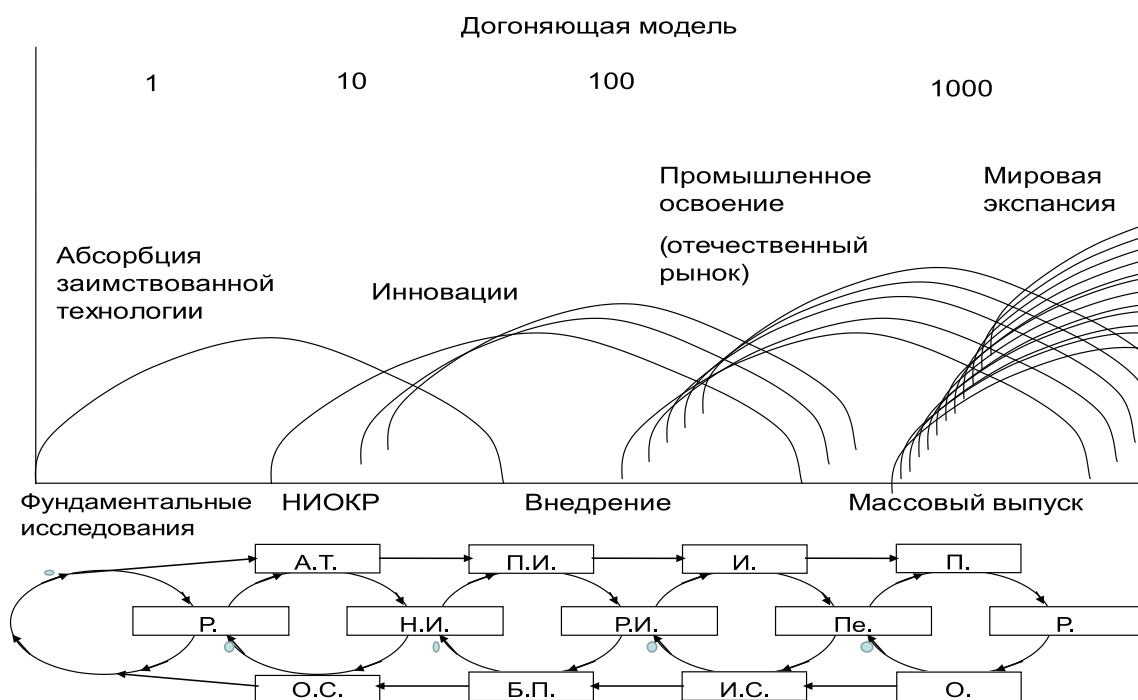 Догоняющая модель
1
10
100
1000
Промышленное
освоение
(отечественный
рынок)
Мировая
экспансия
Абсорбция
заимствованной
технологии
Инновации
Фундаментальные
исследования
НИОКР
Внедрение
Массовый выпуск
А.Т.
П.И.
И.
П.
Р.
Н.И.
Р.И.
Пе.
Р.
О.С.
Б.П.
И.С.
О.